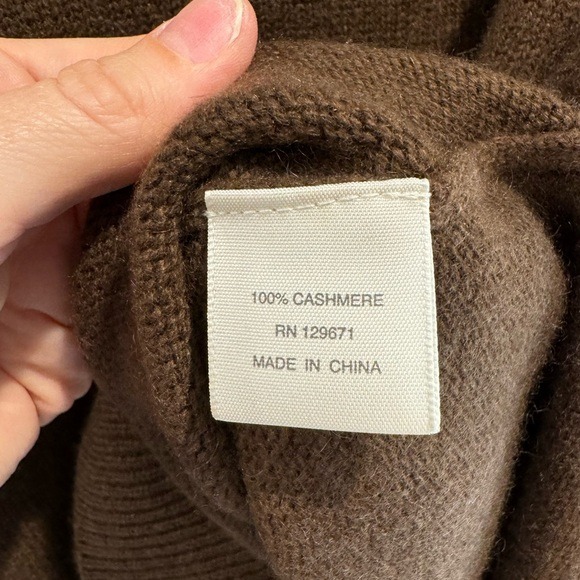 100% CASHMERE
RN 129671
MADE IN CHINA